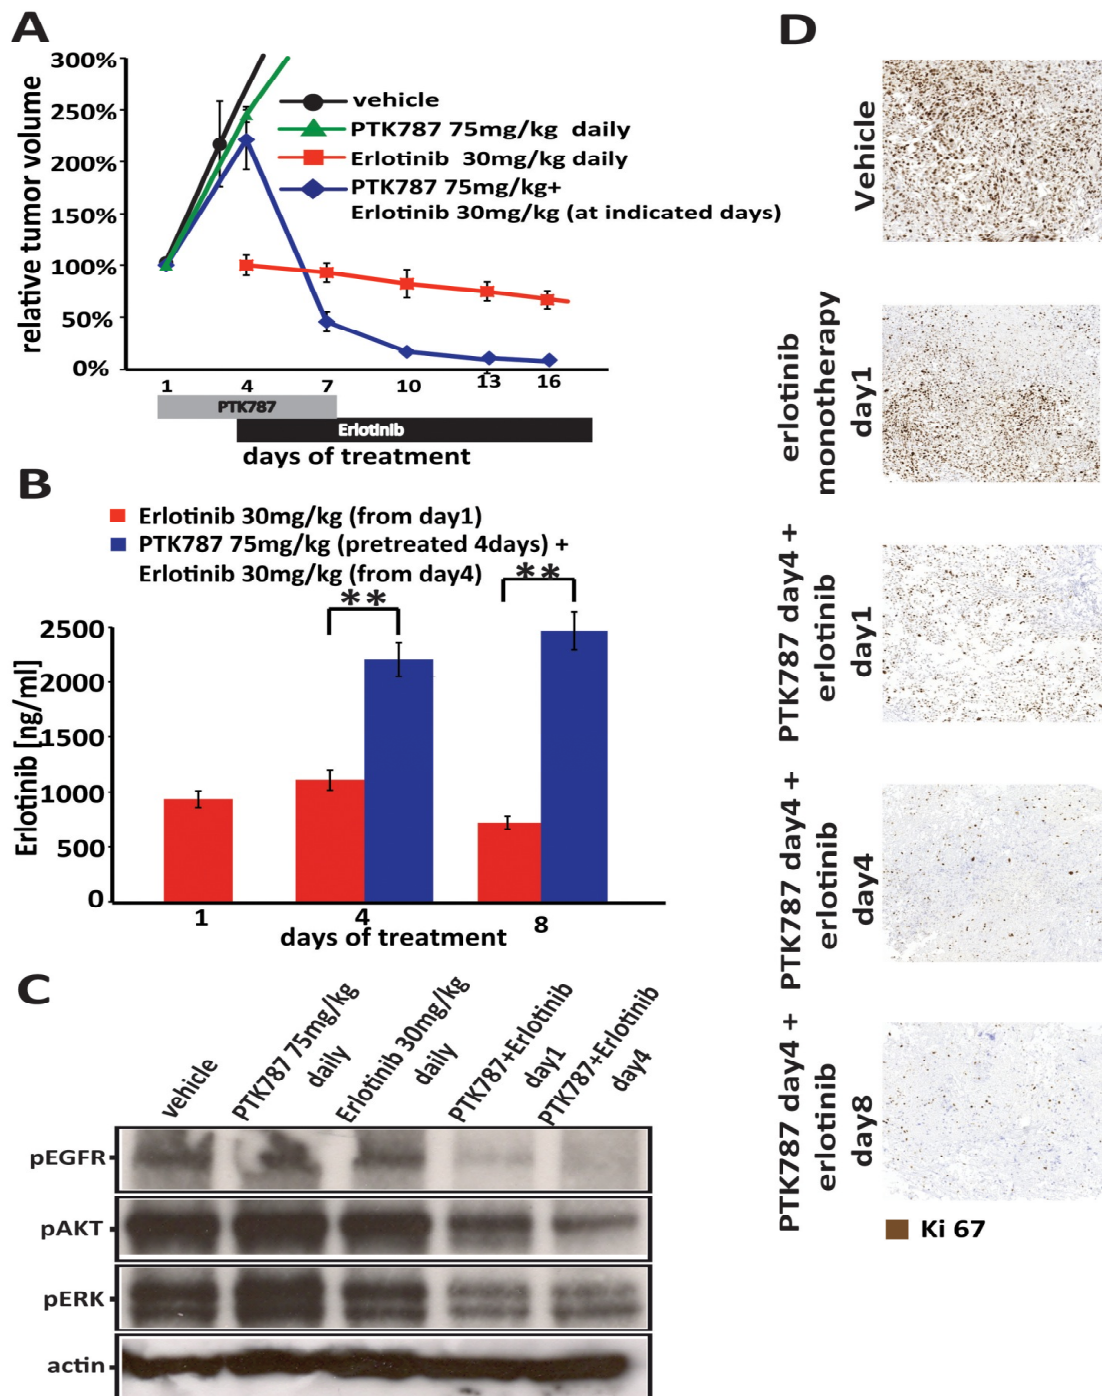 A
300%
250%
200%
150%
100%
50%
0%
relative tumor volume
vehicle
PTK787 75mg/kg daily
Erlotinib 30mg/kg daily
PTK787 75mg/kg+
Erlotinib 30mg/kg (at indicated days)
1 4 7 10 13 16
PTK787
Erlotinib
days of treatment
B
Erlotinib 30mg/kg (from day1)
PTK787 75mg/kg (pretreated 4days) +
Erlotinib 30mg/kg (from day4)
** **
2500
2000
1500
1000
500
0
Erlotinib [ng/ml]
1 4 8
days of treatment
C
vehicle
PTK787 75mg/kg
daily
Erlotinib 30mg/kg
daily
PTK+Erlotinib
day1
PTK+Erlotinib
day4
pEGFR
pAKT
pERK
actin
D
Vehicle
erlotinib
monotherapy
day1
PTK787 day4 +
erlotinib
day1
PTK787 day4 +
erlotinib
day4
PTK787 day4 +
erlotinib
day8
Ki 67